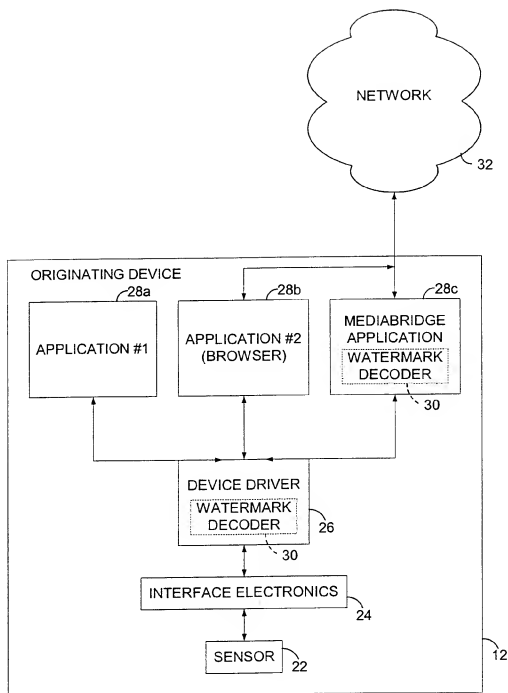 NETWORK
32
ORIGINATING DEVICE
28a
28b
28c
APPLICATION #1
APPLICATION #2
(BROWSER)
MEDIABRIDGE
APPLICATION
WATERMARK
DECODER
30
DEVICE DRIVER
WATERMARK
DECODER
26
30
INTERFACE ELECTRONICS
24
SENSOR
22
12